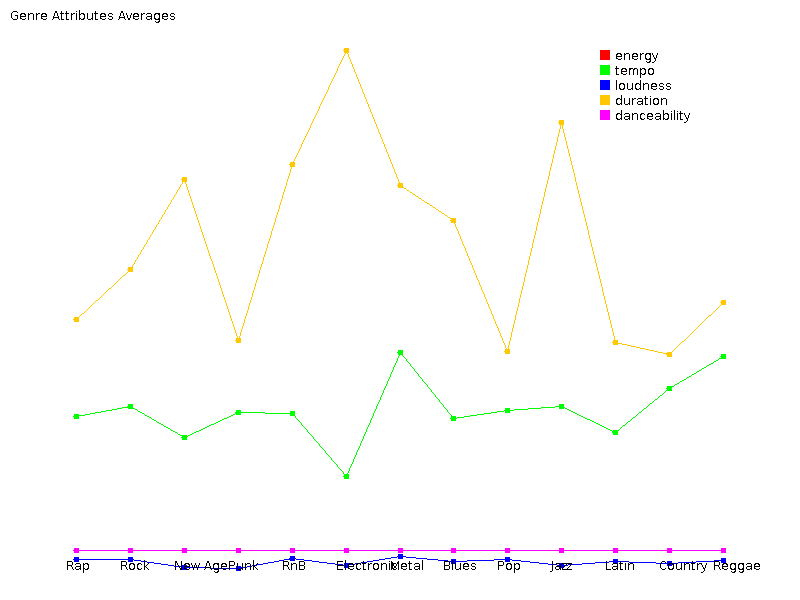 Genre Attributes Averages
energy
tempo
loudness
duration
danceability
Rap Rock New Age Punk RnB Electronic Metal Blues Pop Jazz Latin Country Reggae